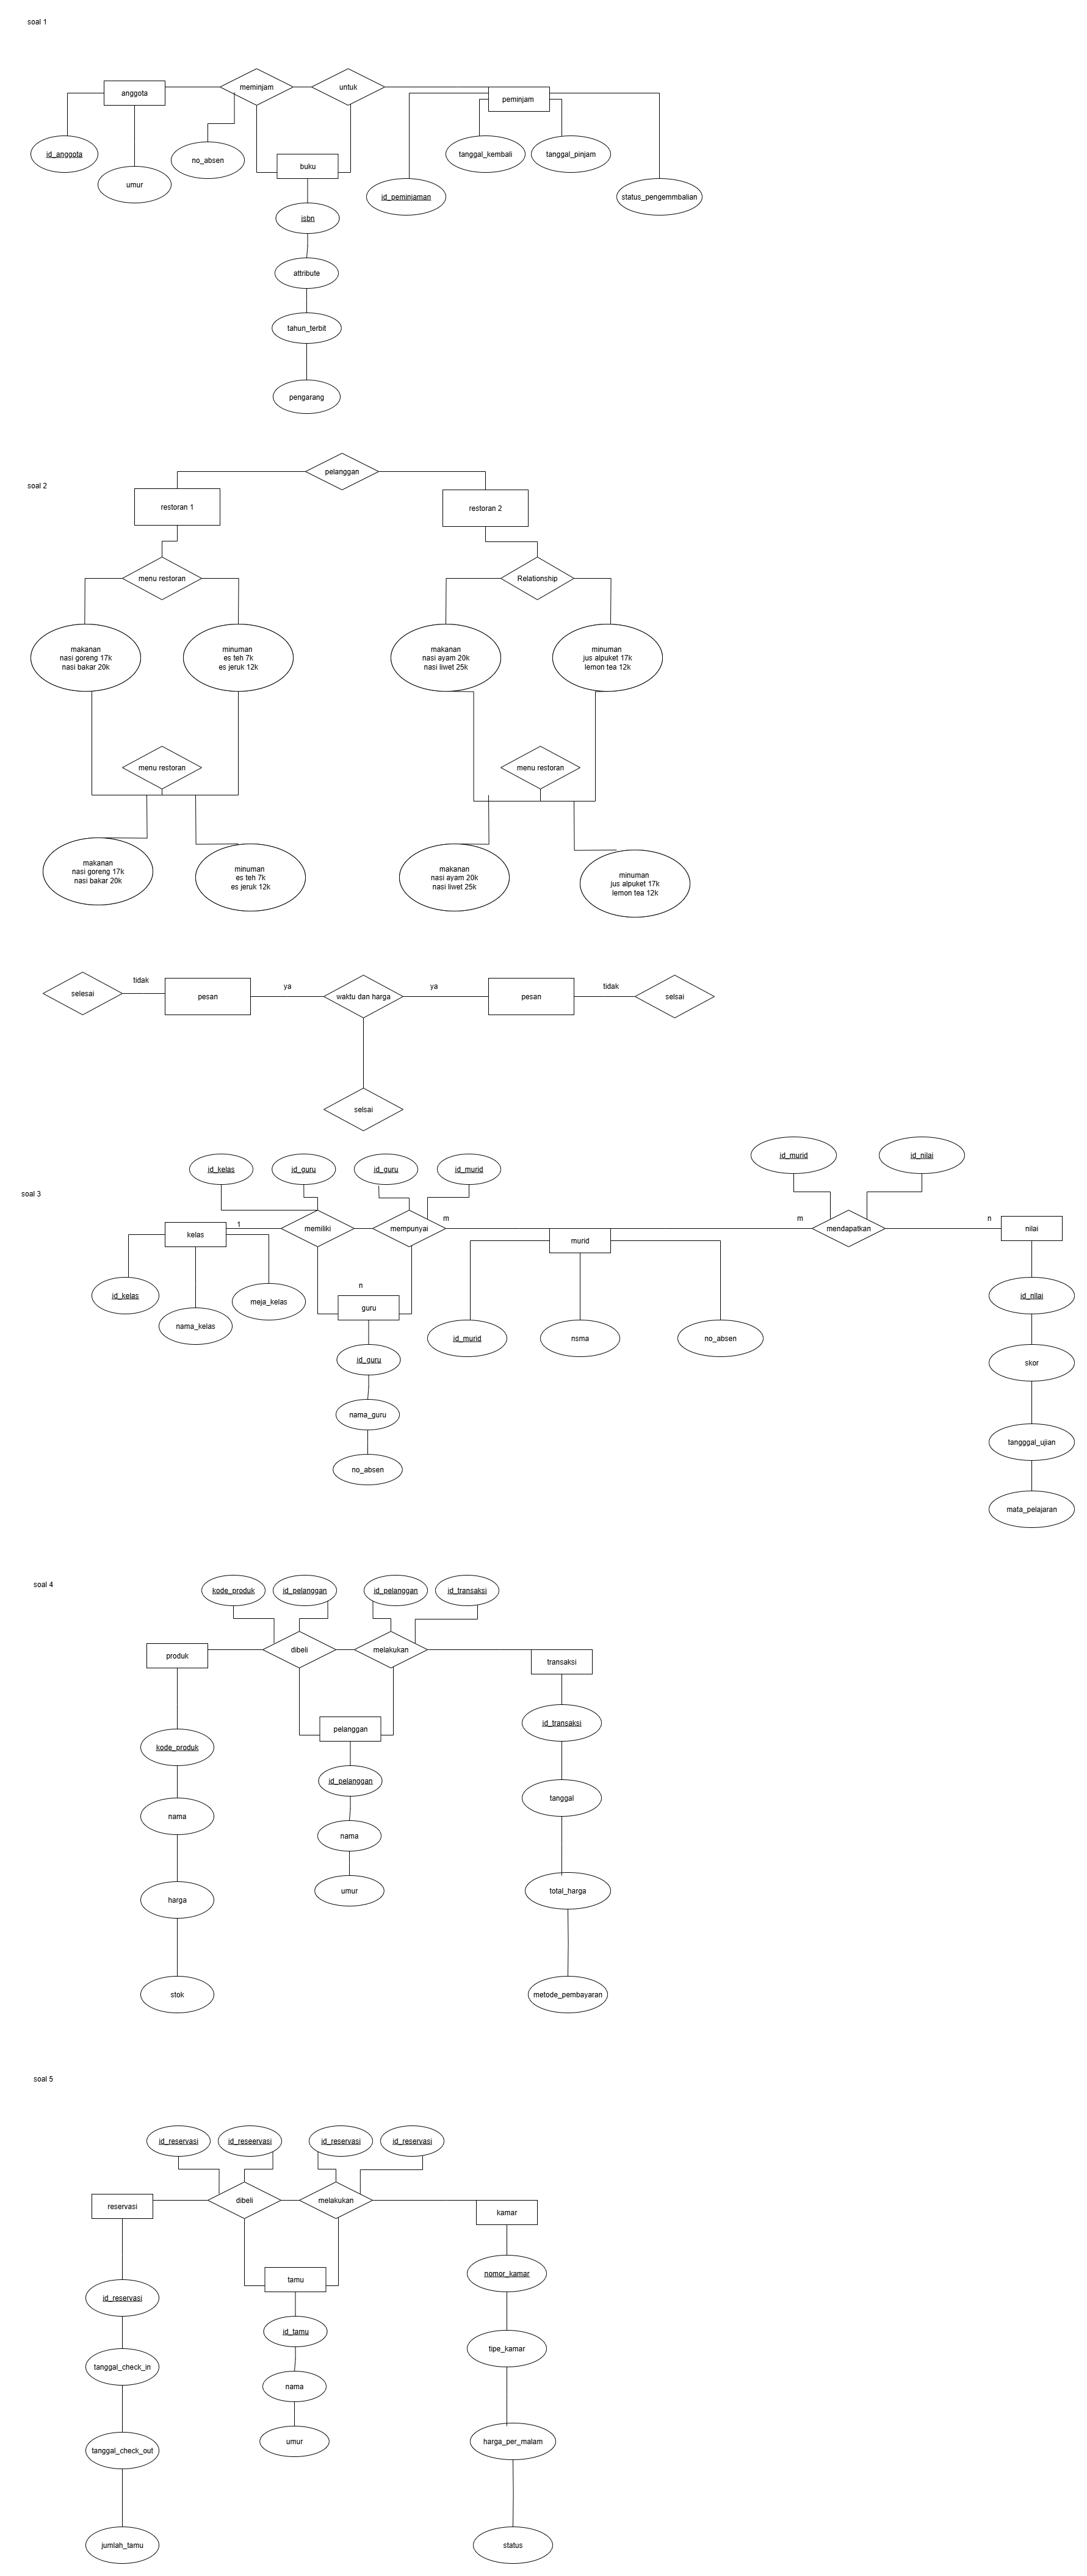 soal 1
anggota
meminjam
untuk
peminjam
id_anggota
umur
no_absen
buku
tanggal_kembali
tanggal_pinjam
id_peminjaman
status_pengemmbalian
isbn
attribute
tahun_terbit
pengarang
soal 2
pelanggan
restoran 1
restoran 2
menu restoran
Relationship
makanan
nasi goreng 17k
nasi bakar 20k
minuman
es teh 7k
es jeruk 12k
makanan
nasi ayam 20k
nasi liwet 25k
minuman
jus alpuket 17k
lemon tea 12k
menu restoran
menu restoran
makanan
nasi goreng 17k
nasi bakar 20k
minuman
es teh 7k
es jeruk 12k
makanan
nasi ayam 20k
nasi liwet 25k
minuman
jus alpuket 17k
lemon tea 12k
selesai
tidak
pesan
ya
waktu dan harga
ya
pesan
tidak
selsai
selsai
soal 3
id_kelas
id_guru
id_guru
id_murid
id_murid
id_nilai
kelas
1
memiliki
mempunyai
m
murid
m
mendapatkan
n
nilai
id_kelas
nama_kelas
meja_kelas
n
guru
id_murid
nsma
no_absen
id_nilai
id_guru
skor
nama_guru
tangggal_ujian
no_absen
mata_pelajaran
soal 4
kode_produk
id_pelanggan
id_pelanggan
id_transaksi
produk
dibeli
melakukan
transaksi
pelanggan
id_transaksi
kode_produk
id_pelanggan
tanggal
nama
nama
umur
harga
total_harga
stok
metode_pembayaran
soal 5
id_reservasi
id_reseervasi
id_reservasi
id_reservasi
reservasi
dibeli
melakukan
kamar
tamu
nomor_kamar
id_reservasi
id_tamu
tipe_kamar
tanggal_check_in
nama
umur
harga_per_malam
tanggal_check_out
jumlah_tamu
status